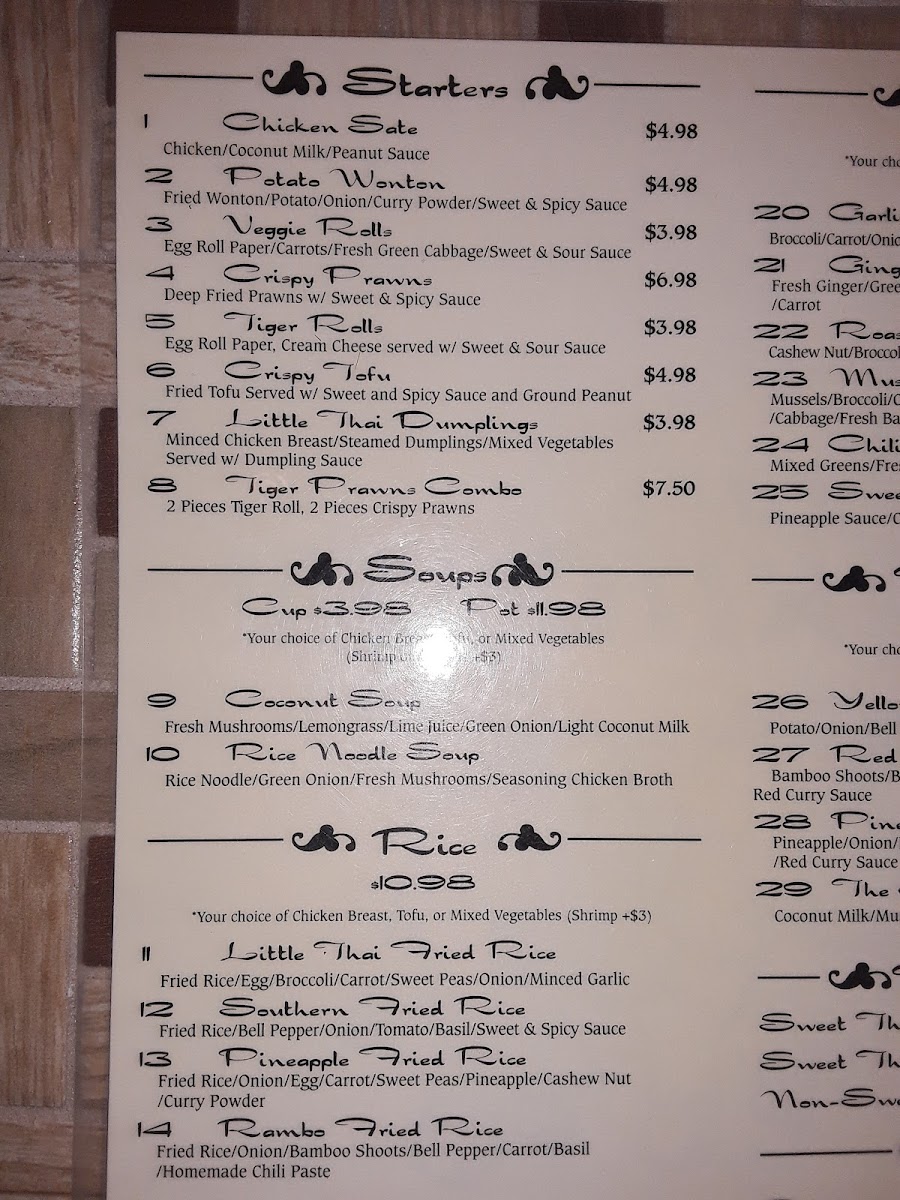 Starters
1 Chicken Sate $4.98
Chicken/Coconut Milk/Peanut Sauce
2 Potato Wonton $4.98
Fried Wonton/Potato/Onion/Curry Powder/Sweet & Spicy Sauce
3 Veggie Rolls $3.98
Egg Roll Paper/Carrots/Fresh Green Cabbage/Sweet & Sour Sauce
4 Crispy Prawns $6.98
Deep Fried Prawns w/ Sweet & Spicy Sauce
5 Tiger Rolls $3.98
Egg Roll Paper, Cream Cheese served w/ Sweet & Sour Sauce
6 Crispy Tofu $4.98
Fried Tofu Served w/ Sweet and Spicy Sauce and Ground Peanut
7 Little Thai Dumplings $3.98
Minced Chicken Breast/Steamed Dumplings/Mixed Vegetables
Served w/ Dumpling Sauce
8 Tiger Prawns Combo $7.50
2 Pieces Tiger Roll, 2 Pieces Crispy Prawns
Soups
Cup $3.98 Pot $11.98
*Your choice of Chicken or Mixed Vegetables
(Shrimp +$3)
9 Coconut Soup
Fresh Mushrooms/Lemongrass/Lime Juice/Green Onion/Light Coconut Milk
10 Rice Noodle Soup
Rice Noodle/Green Onion/Fresh Mushrooms/Seasoning Chicken Broth
Rice
$10.98
*Your choice of Chicken Breast, Tofu, or Mixed Vegetables (Shrimp +$3)
11 Little Thai Fried Rice
Fried Rice/Egg/Broccoli/Carrot/Sweet Peas/Onion/Minced Garlic
12 Southern Fried Rice
Fried Rice/Bell Pepper/Onion/Tomato/Basil/Sweet & Spicy Sauce
13 Pineapple Fried Rice
Fried Rice/Onion/Egg/Carrot/Sweet Peas/Pineapple/Cashew Nut
/Curry Powder
14 Rambo Fried Rice
Fried Rice/Onion/Bamboo Shoots/Bell Pepper/Carrot/Basil
/Homemade Chili Paste
*Your
20
Broccoli/Carrot/
21
Fresh Ginger/
/Carrot
22
Cashew Nut/
23
Mussels/Broccoli/
/Cabbage/Fresh
24
Mixed Greens/
25
Pineapple Sauce/
*Your
26
Potato/Onion/Bell
27 Red
Bamboo Shoots/
Red Curry Sauce
28
Pineapple/Onion/
/Red Curry Sauce
29 The
Coconut Milk/
Sweet
Sweet
Non-